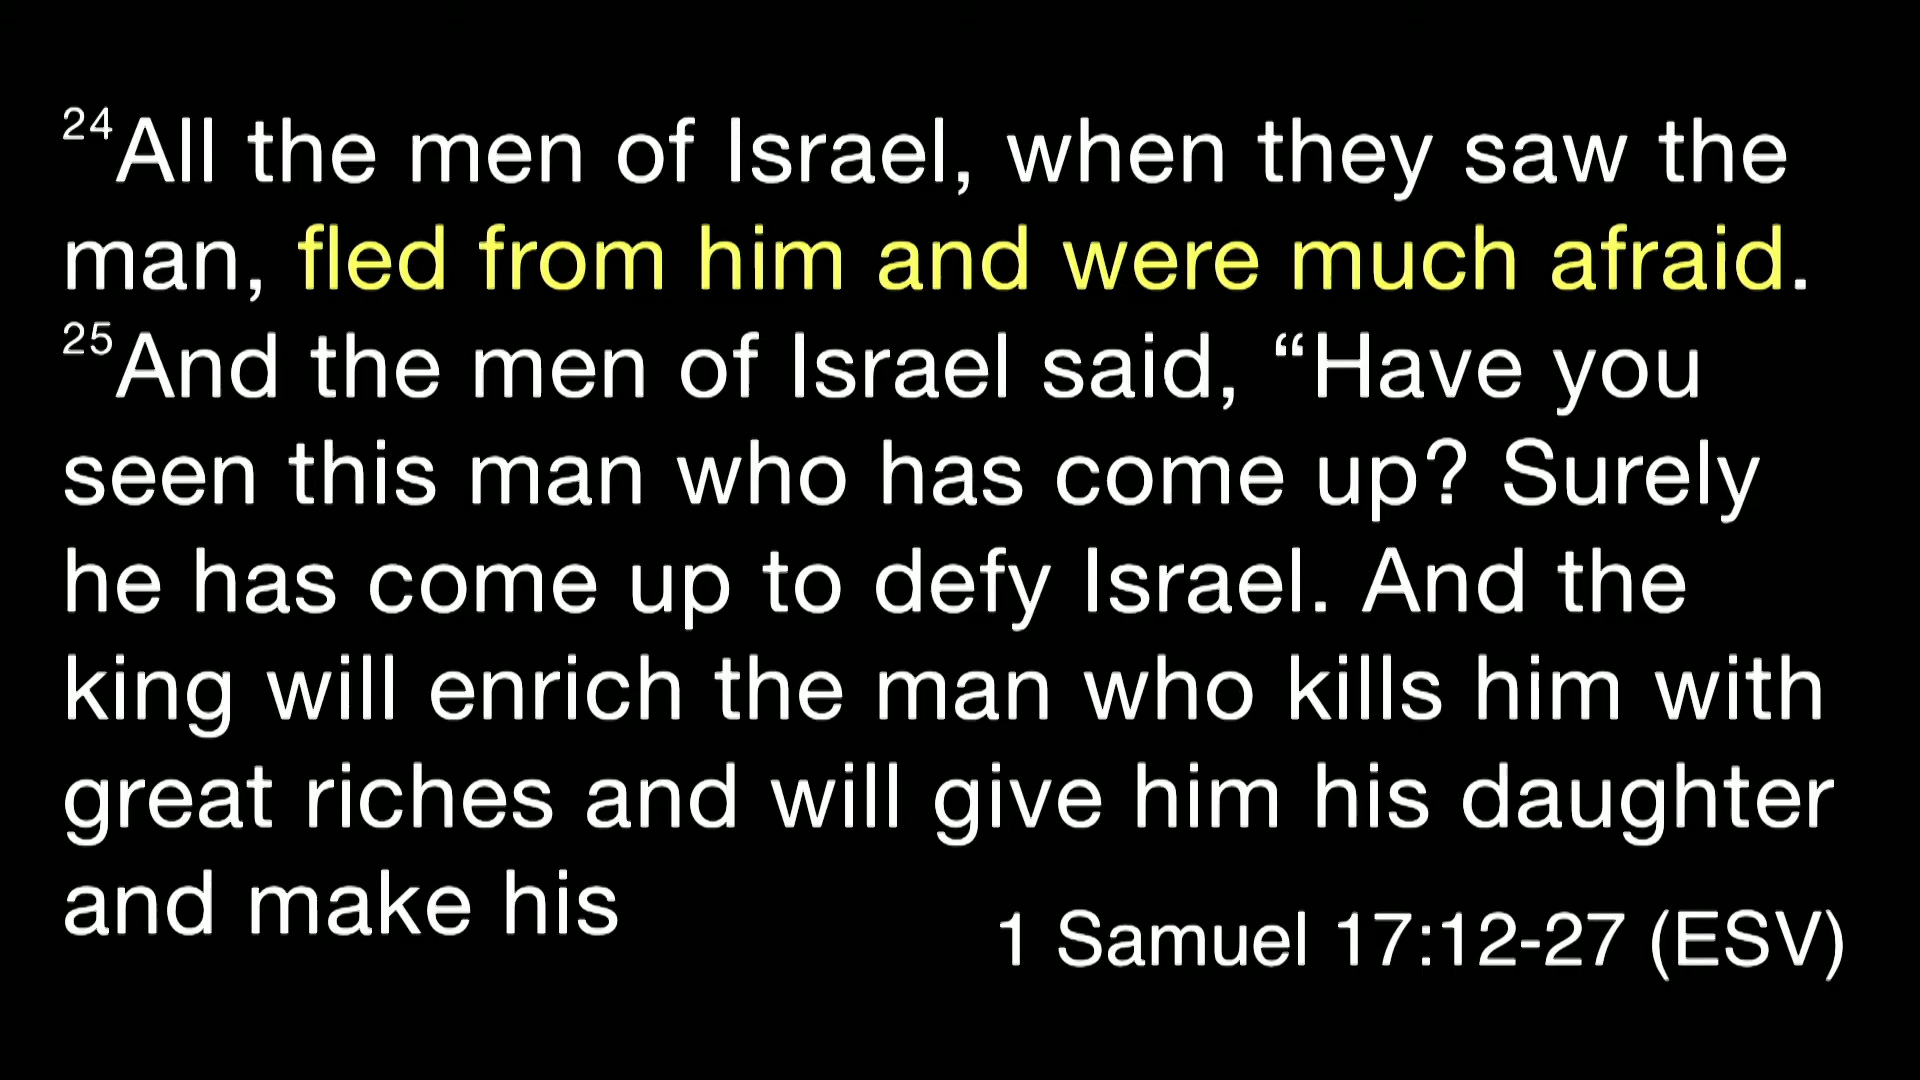 24All the men of Israel, when they saw the
man, fled from him and were much afraid.
25And the men of Israel said, “Have you
seen this man who has come up? Surely
he has come up to defy Israel. And the
king will enrich the man who kills him with
great riches and will give him his daughter
and make his
1 Samuel 17:12-27 (ESV)